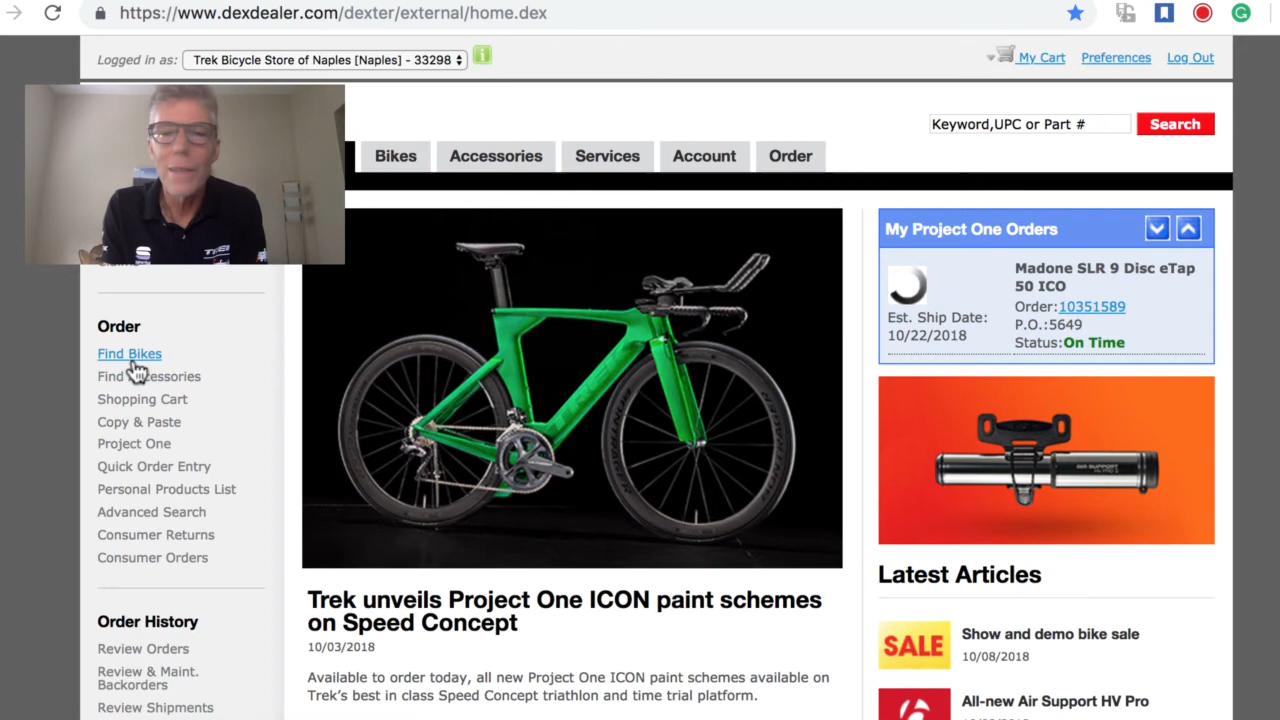 https://www.dexdealer.com/dexter/external/home.dex
Logged in as: Trek Bicycle Store of Naples [Naples] - 33298
My Cart Preferences Log Out
Keyword,UPC or Part # Search
Bikes Accessories Services Account Order
TREK
Order
Find Bikes
Shopping Cart
Copy & Paste
Project One
Quick Order Entry
Personal Products List
Advanced Search
Consumer Returns
Consumer Orders
Order History
Review Orders
Review & Maint.
Backorders
Review Shipments
TREK
Trek unveils Project One ICON paint schemes
on Speed Concept
10/03/2018
Available to order today, all new Project One ICON paint schemes available on
Trek's best in class Speed Concept triathlon and time trial platform.
My Project One Orders
Madone SLR 9 Disc eTap
50 ICO
Order:10351589
P.O.:5649
Status:On Time
Est. Ship Date:
10/22/2018
AIR SUPPORT
HV PRO S
Latest Articles
SALE
Show and demo bike sale
10/08/2018
All-new Air Support HV Pro